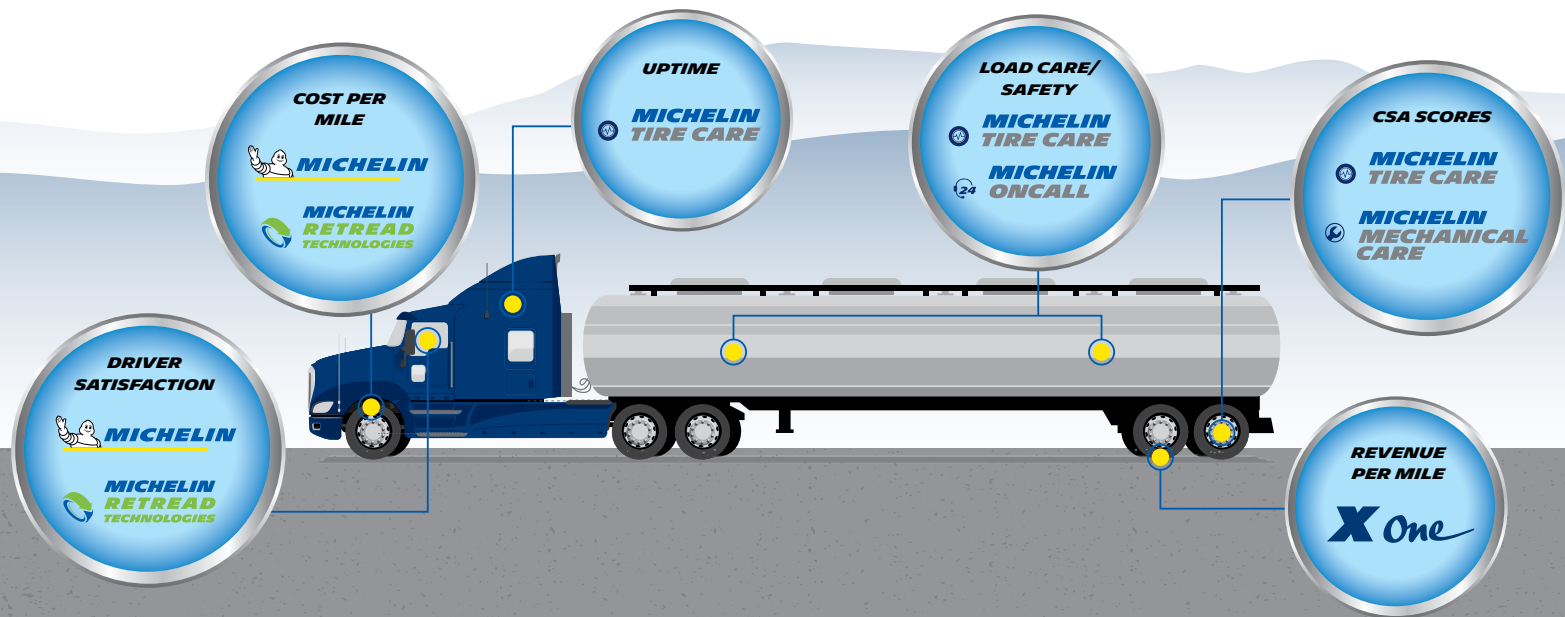 COST PER
MILE
MICHELIN
MICHELIN
RETREAD
TECHNOLOGIES
UPTIME
MICHELIN
TIRE CARE
LOAD CARE/
SAFETY
MICHELIN
TIRE CARE
24
MICHELIN
ONCALL
CSA SCORES
MICHELIN
TIRE CARE
MICHELIN
MECHANICAL
CARE
DRIVER
SATISFACTION
MICHELIN
MICHELIN
RETREAD
TECHNOLOGIES
REVENUE
PER MILE
X One